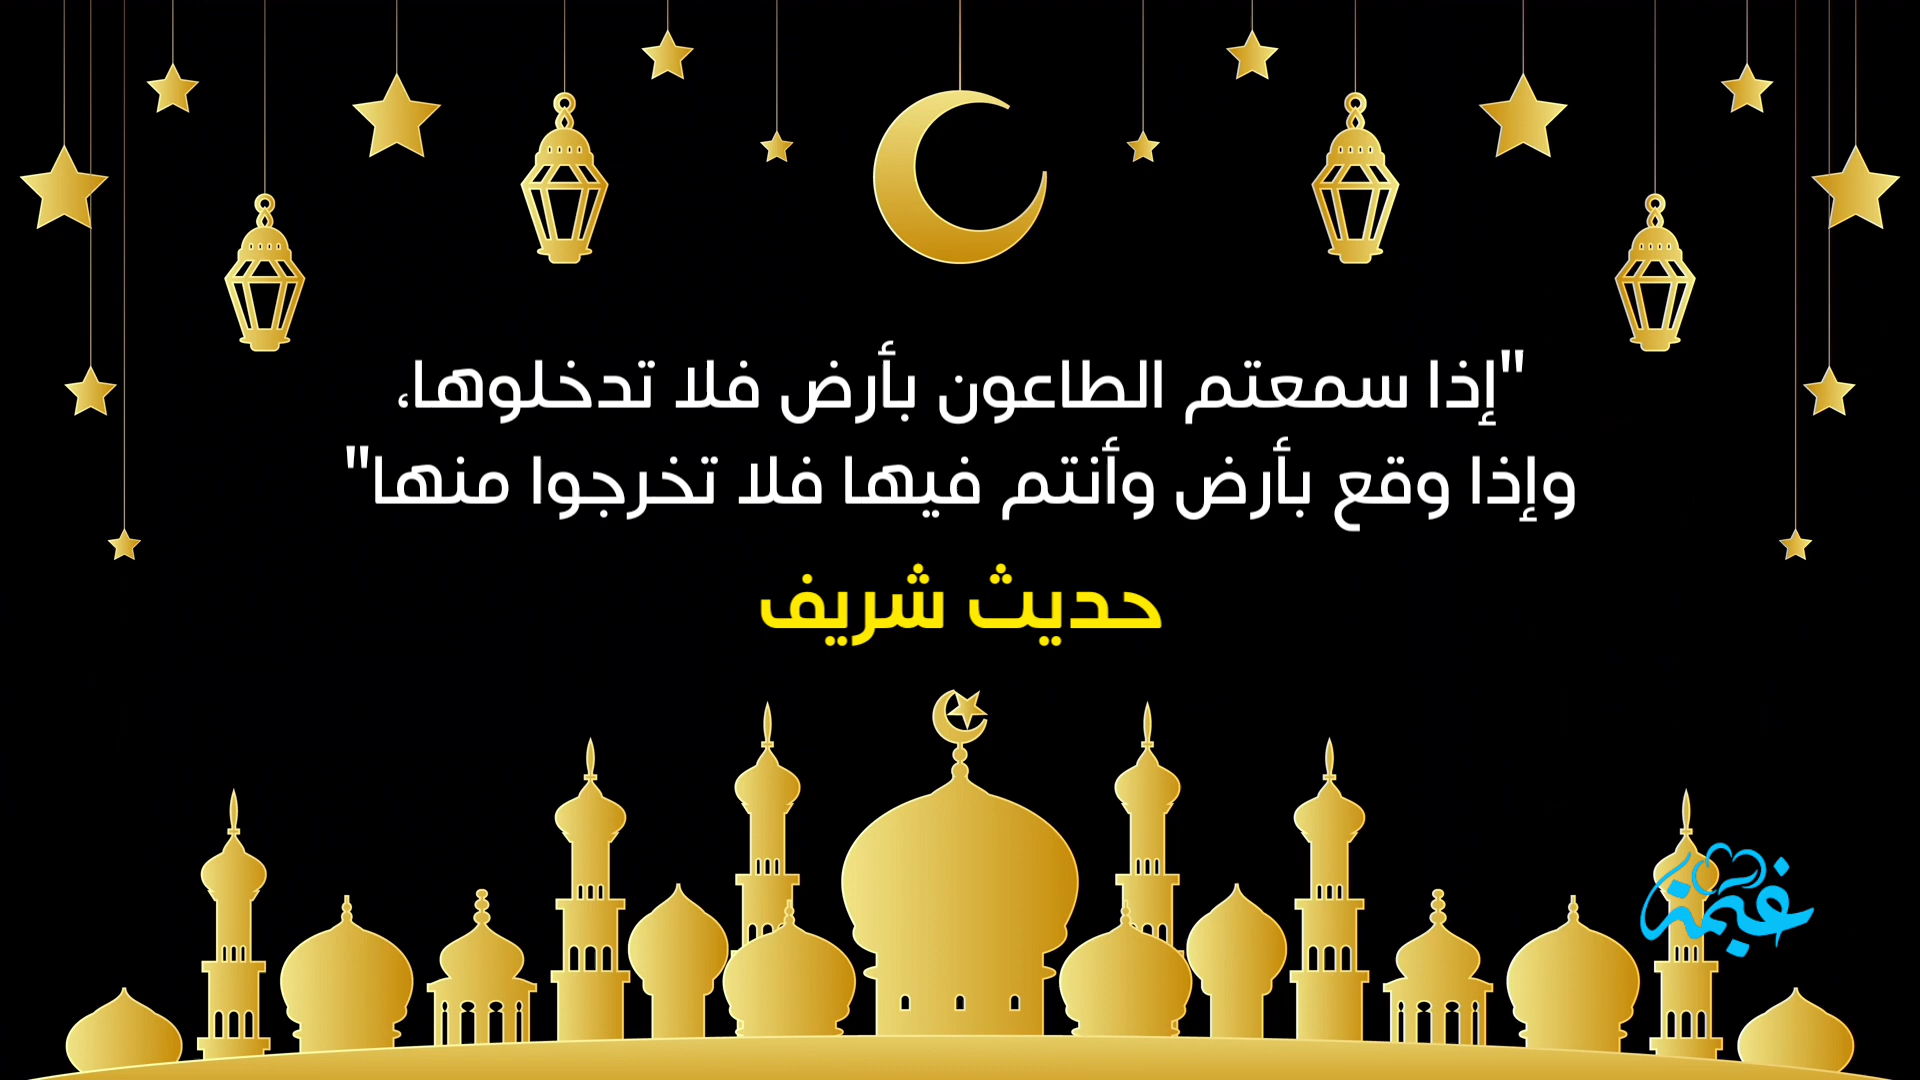 "إذا سمعتم الطاعون بأرض فلا تدخلوها،
وإذا وقع بأرض وأنتم فيها فلا تخرجوا منها"
حديث شريف
غيمة